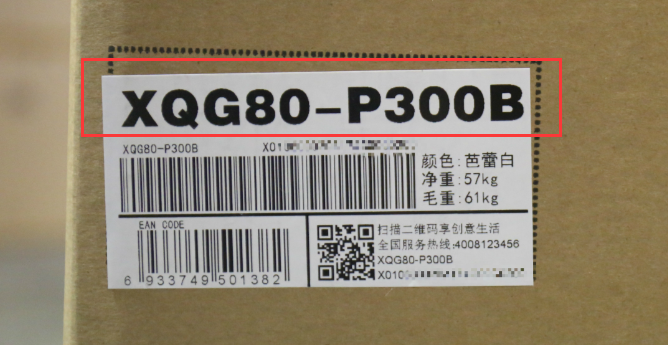 XQG80-P300B
XQG80-P300B
颜色:芭蕾白
净重:57kg
毛重:61kg
EAN CODE
6 933749 501382
扫描二维码享创意生活
全国服务热线:4008123456
XQG80-P300B